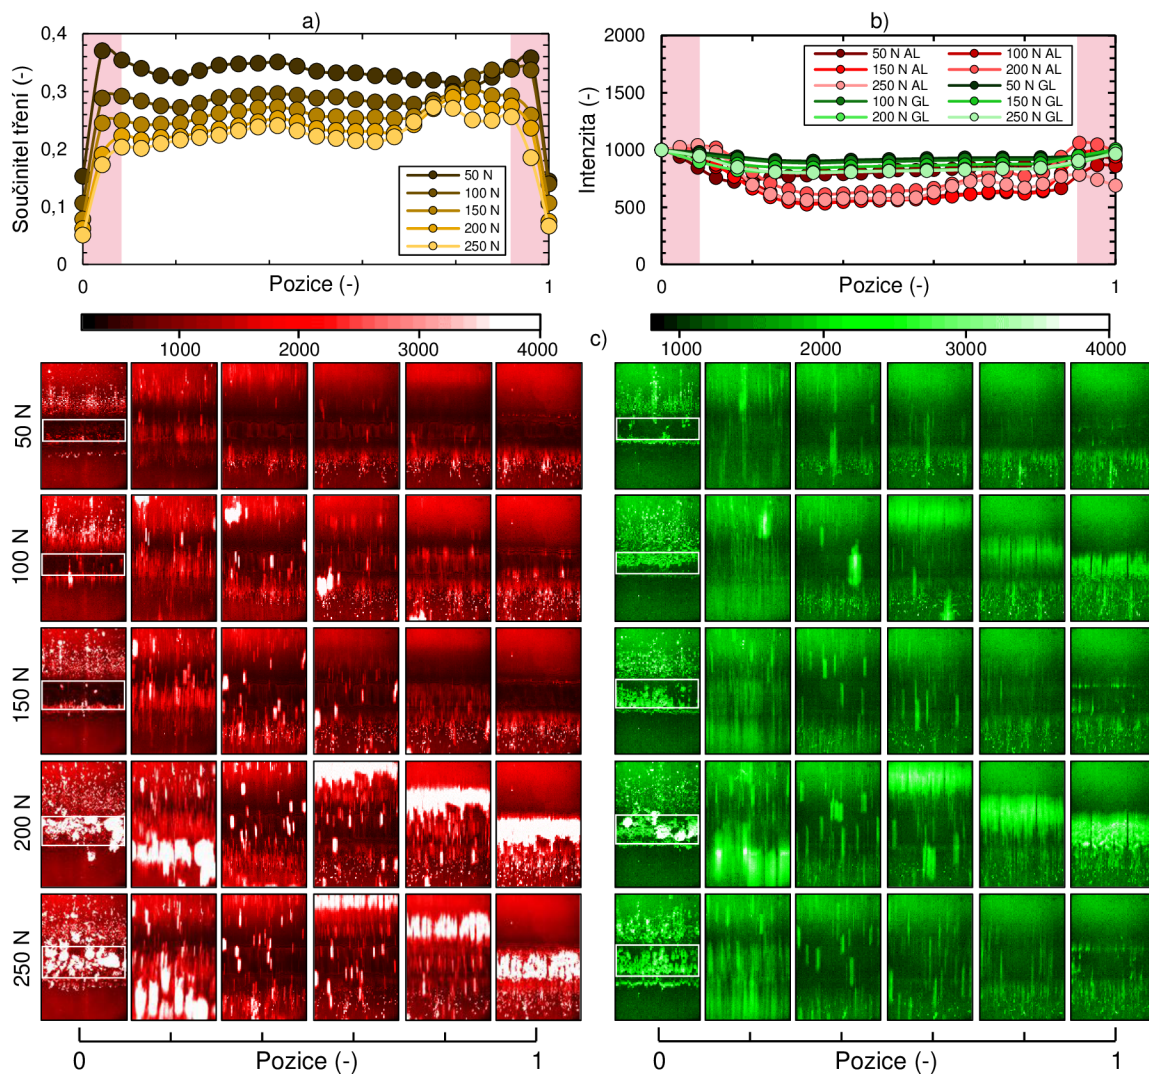 a)
0,4
0,3
0,2
0,1
0
Součinitel tření (-)
50 N
100 N
150 N
200 N
250 N
0
Pozice (-)
1
b)
2000
1500
1000
500
0
Intenzita (-)
50 N AL
100 N AL
150 N AL
200 N AL
250 N AL
50 N GL
100 N GL
150 N GL
200 N GL
250 N GL
0
Pozice (-)
1
c)
1000
2000
3000
4000
1000
2000
3000
4000
50 N
100 N
150 N
200 N
250 N
0
Pozice (-)
1
0
Pozice (-)
1